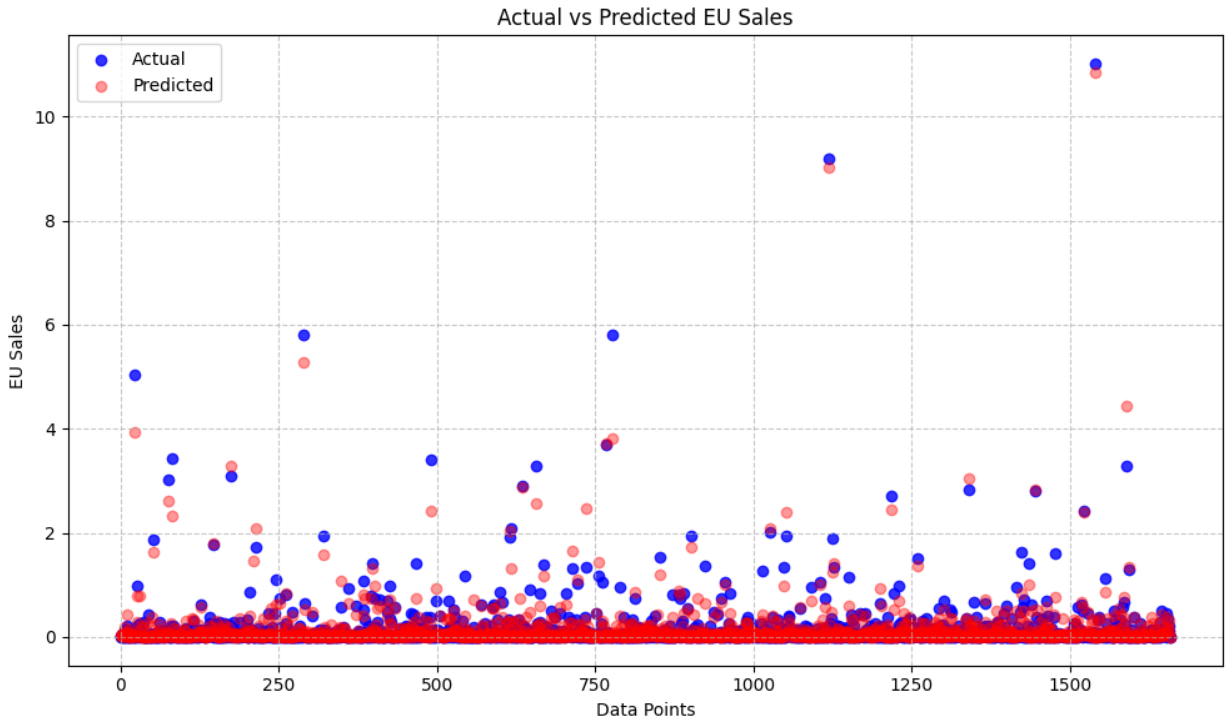 Actual vs Predicted EU Sales
Actual
Predicted
10
8
6
4
2
0
EU Sales
0 250 500 750 1000 1250 1500
Data Points